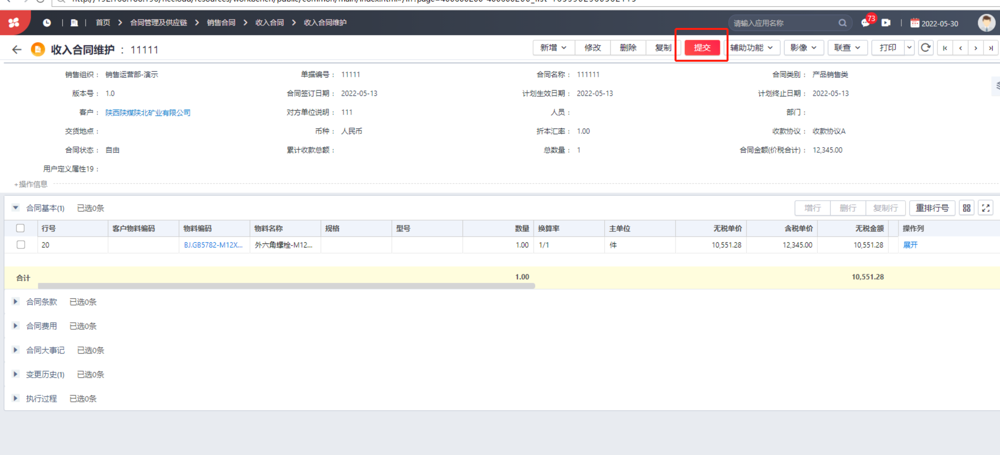 首页 > 合同管理及供应链 > 销售合同 > 收入合同 > 收入合同维护 请输入应用名称 73 2022-05-30
收入合同维护 : 11111 新增 修改 删除 复制 提交 辅助功能 影像 联查 打印
销售组织 : 销售运营部-演示 单据编号 : 11111 合同名称 : 111111 合同类别 : 产品销售类
版本号 : 1.0 合同签订日期 : 2022-05-13 计划生效日期 : 2022-05-13 计划终止日期 : 2022-05-13
客户 : 陕西陕煤陕北矿业有限公司 对方单位说明 : 111 人员 : 部门 :
交货地点 : 币种 : 人民币 折本汇率 : 1.00 收款协议 : 收款协议A
合同状态 : 自由 累计收款总额 : 总数量 : 1 合同金额(价税合计) : 12,345.00
用户定义属性19 :
+操作信息
合同基本(1) 已选0条 增行 删行 复制行 重排行号
行号 客户物料编码 物料编码 物料名称 规格 型号 数量 换算率 主单位 无税单价 含税单价 无税金额 操作列
20 BJ.GB5782-M12X... 外六角螺栓-M12... 1.00 1/1 件 10,551.28 12,345.00 10,551.28 展开
合计 1.00 10,551.28
合同条款 已选0条
合同费用 已选0条
合同大事记 已选0条
变更历史(1) 已选0条
执行过程 已选0条